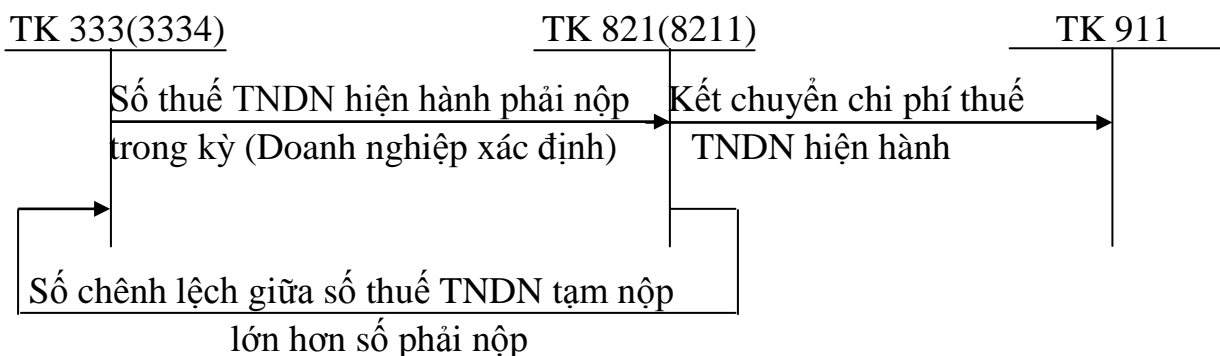 TK 333(3334) TK 821(8211) TK 911
Số thuế TNDN hiện hành phải nộp Kết chuyển chi phí thuế
trong kỳ (Doanh nghiệp xác định) TNDN hiện hành
Số chênh lệch giữa số thuế TNDN tạm nộp
lớn hơn số phải nộp